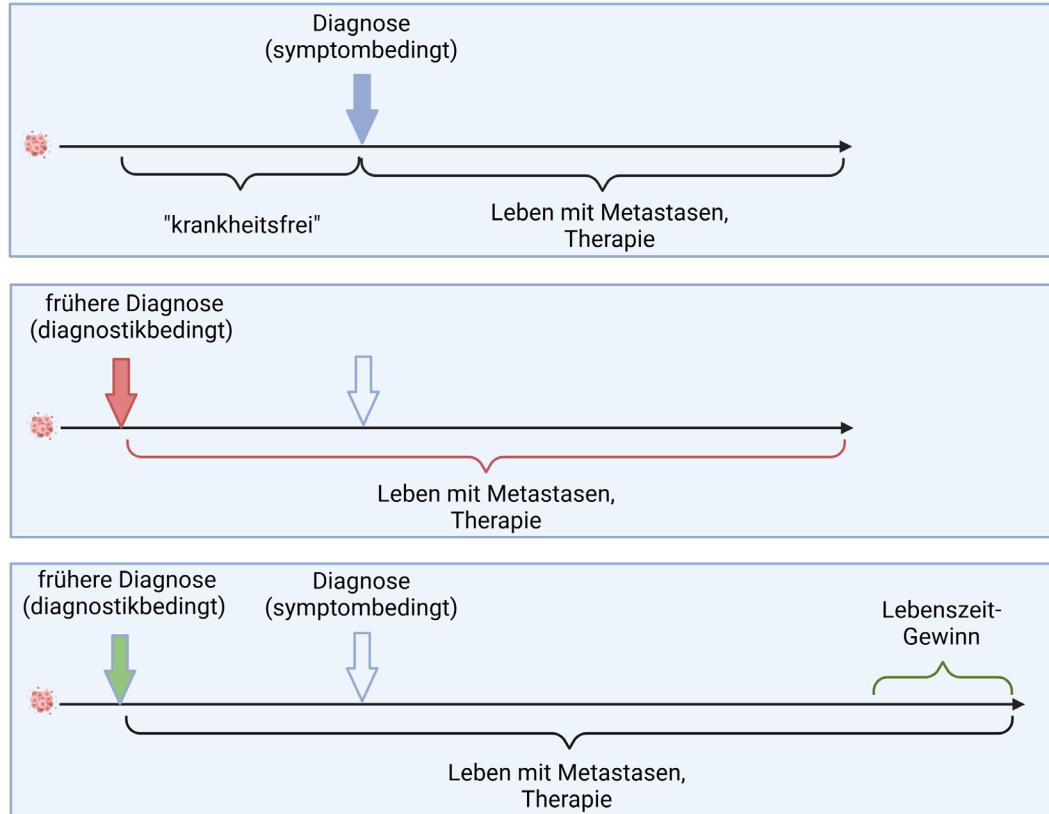 Diagnose
(symptombedingt)
"krankheitsfrei"
Leben mit Metastasen,
Therapie
frühere Diagnose
(diagnostikbedingt)
Leben mit Metastasen,
Therapie
frühere Diagnose
(diagnostikbedingt)
Diagnose
(symptombedingt)
Lebenszeit-
Gewinn
Leben mit Metastasen,
Therapie